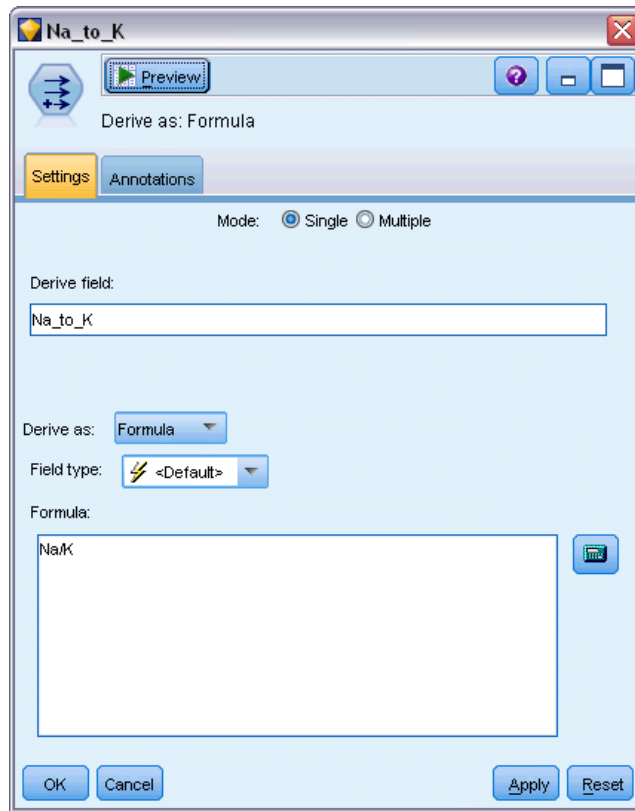 Na_to_K
Preview
Derive as: Formula
Settings Annotations
Mode: Single Multiple
Derive field:
Na_to_K
Derive as: Formula
Field type: <Default>
Formula:
Na/K
OK Cancel Apply Reset